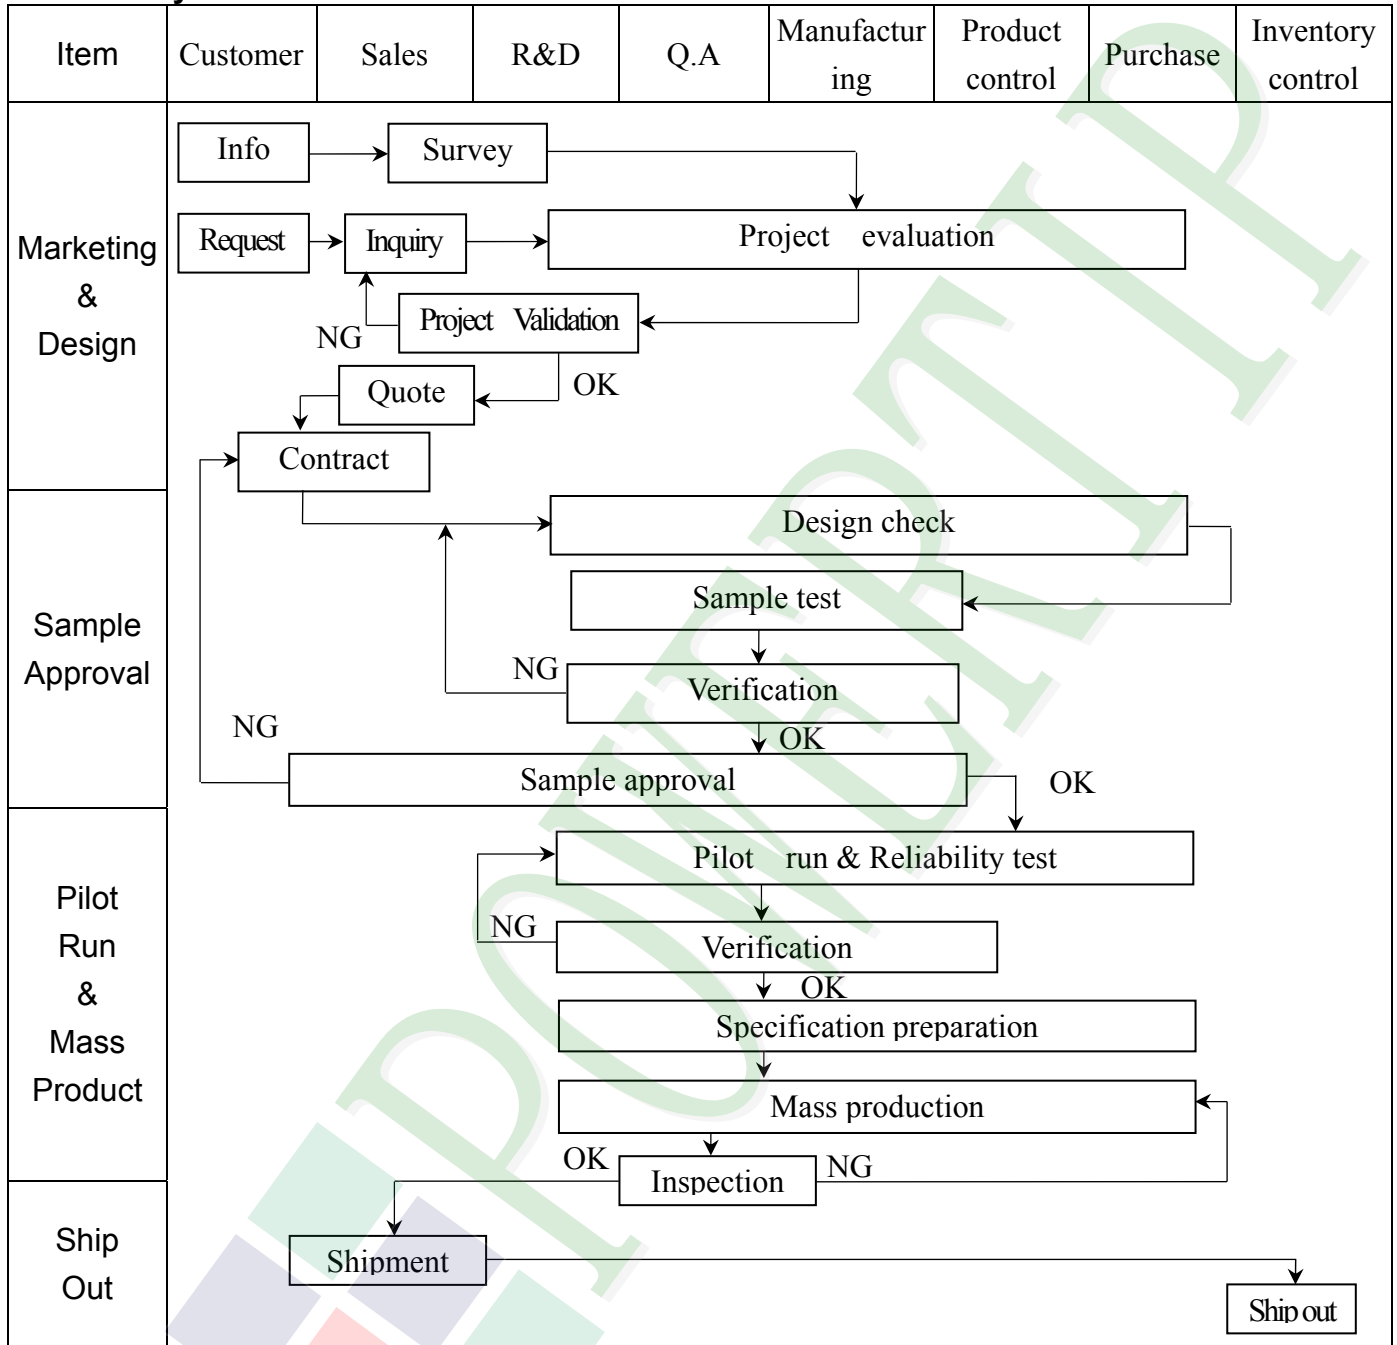 Item
Customer
Sales
R&D
Q.A
Manufactur
ing
Product
control
Purchase
Inventory
control
Marketing
&
Design
Info
Survey
Request
Inquiry
Project evaluation
Project Validation
NG
OK
Quote
Contract
Sample
Approval
Design check
Sample test
NG
Verification
NG
OK
Sample approval
OK
Pilot
Run
&
Mass
Product
Pilot run & Reliability test
NG
Verification
OK
Specification preparation
Mass production
OK
Inspection
NG
Ship
Out
Shipment
Ship out
POWERTIP